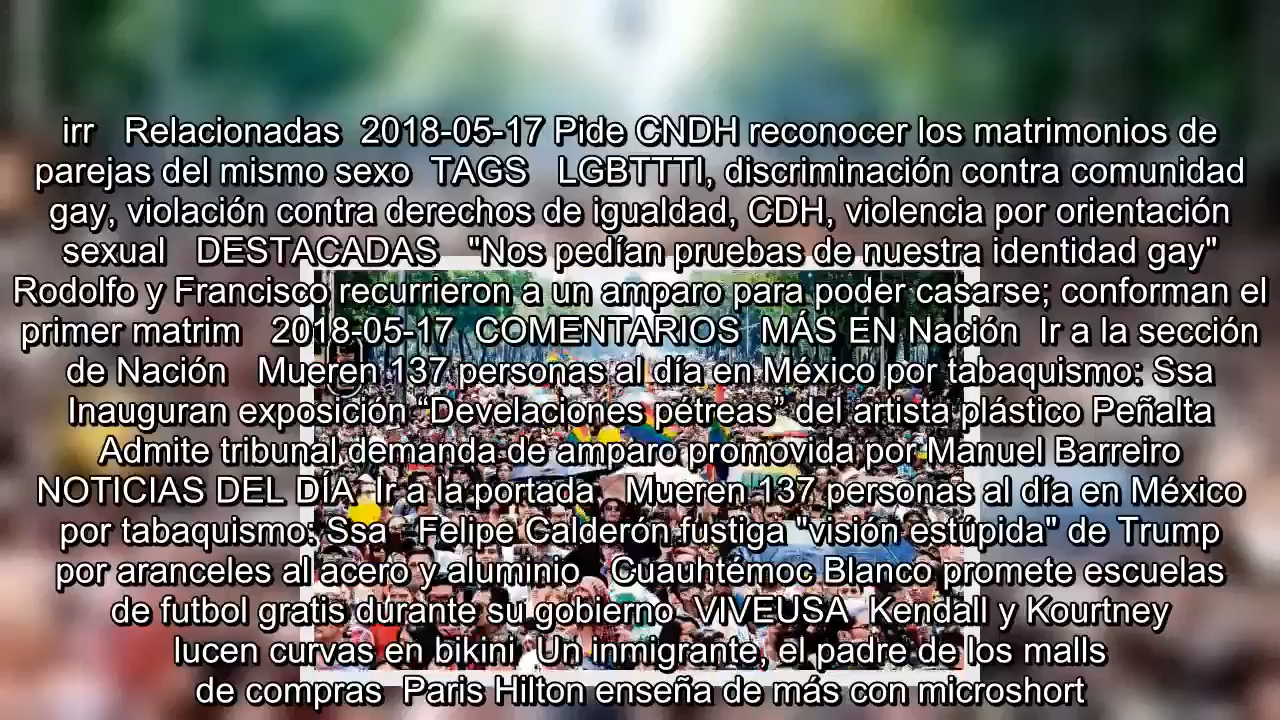 irr Relacionadas 2018-05-17 Pide CNDH reconocer los matrimonios de
parejas del mismo sexo TAGS LGBTTTI, discriminación contra comunidad
gay, violación contra derechos de igualdad, CDH, violencia por orientación
sexual DESTACADAS "Nos pedían pruebas de nuestra identidad gay"
Rodolfo y Francisco recurrieron a un amparo para poder casarse; conforman el
primer matrim 2018-05-17 COMENTARIOS MÁS EN Nación Ir a la sección
de Nación Mueren 137 personas al día en México por tabaquismo: Ssa
Inauguran exposición “Develaciones pétreas” del artista plástico Peñalta
Admite tribunal demanda de amparo promovida por Manuel Barreiro
NOTICIAS DEL DÍA Ir a la portada Mueren 137 personas al día en México
por tabaquismo: Ssa Felipe Calderón fustiga "visión estúpida" de Trump
por aranceles al acero y aluminio Cuauhtémoc Blanco promete escuelas
de futbol gratis durante su gobierno VIVEUSA Kendall y Kourtney
lucen curvas en bikini Un inmigrante, el padre de los malls
de compras Paris Hilton enseña de más con microshort